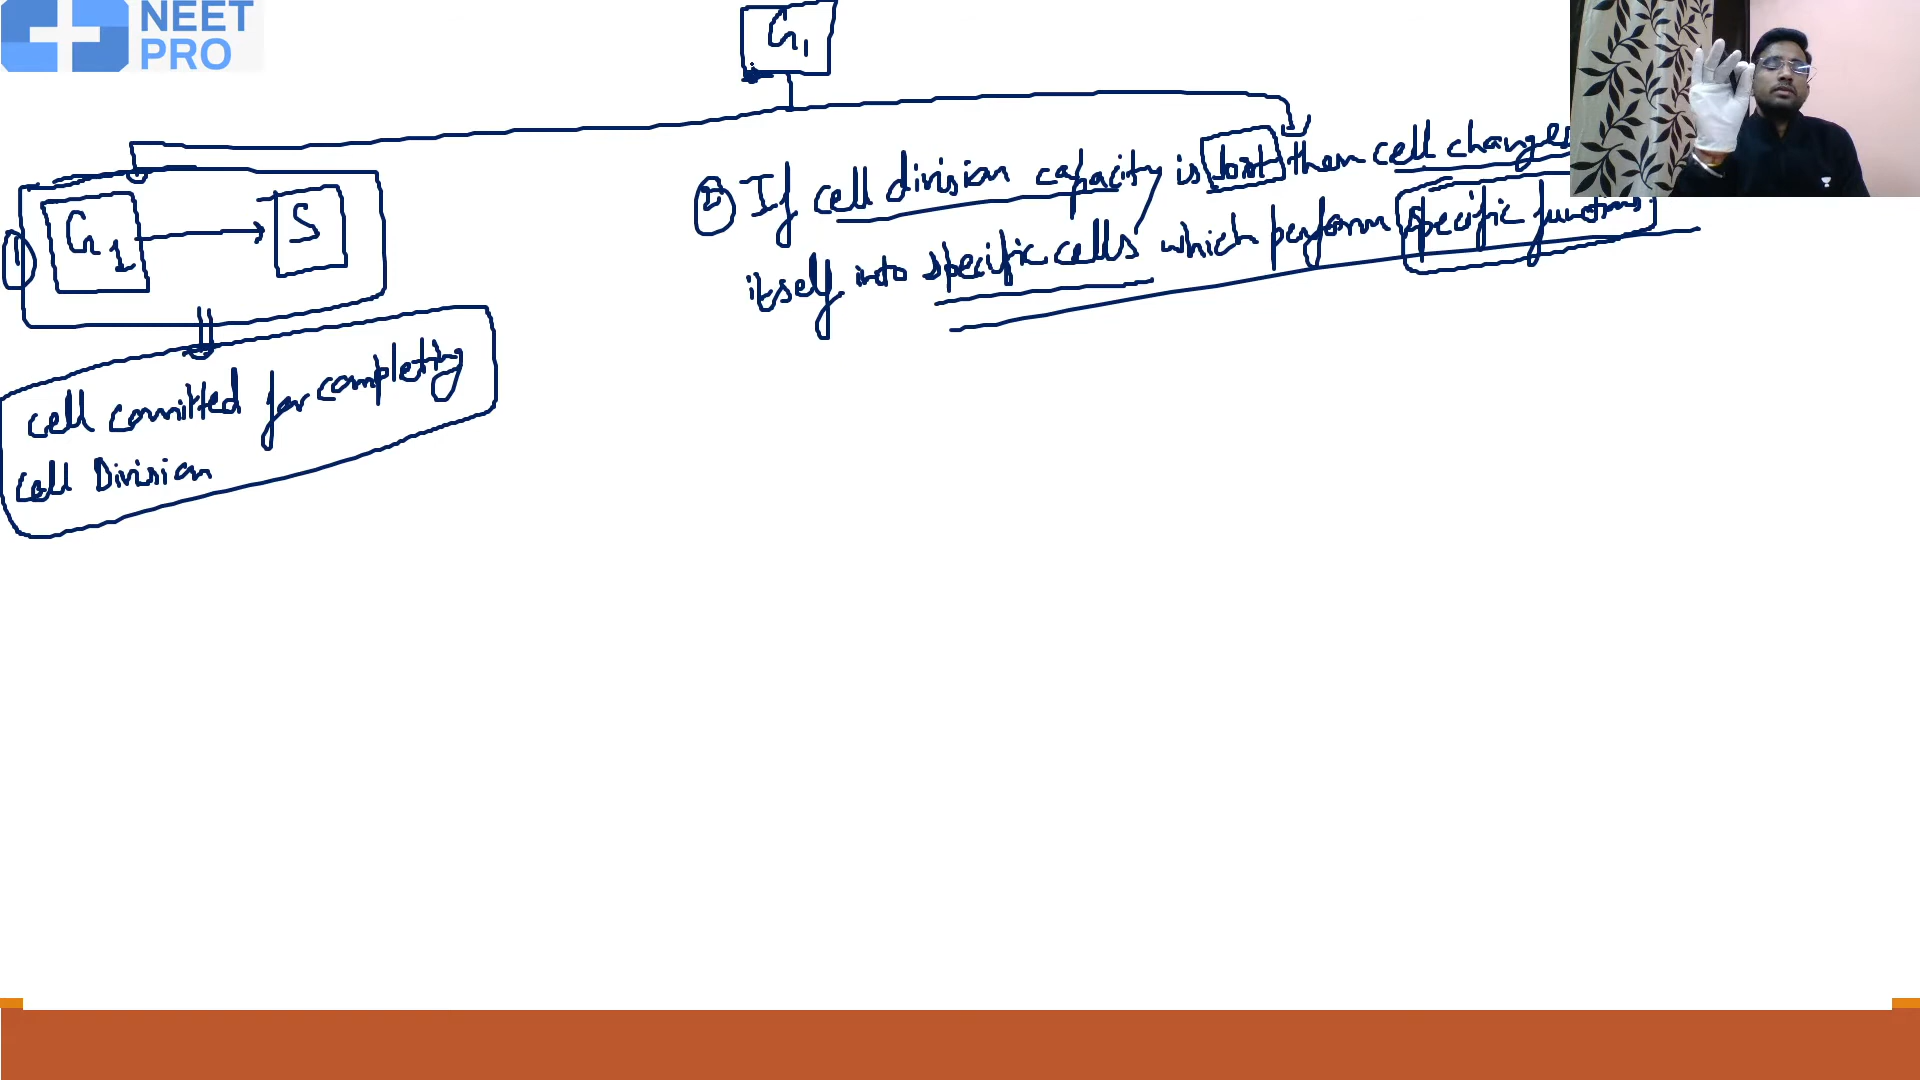 NEET
PRO
G1
① G1 → S
cell committed for completing
cell Division
② If cell division capacity is lost then cell changes
itself into specific cells which perform specific functions.